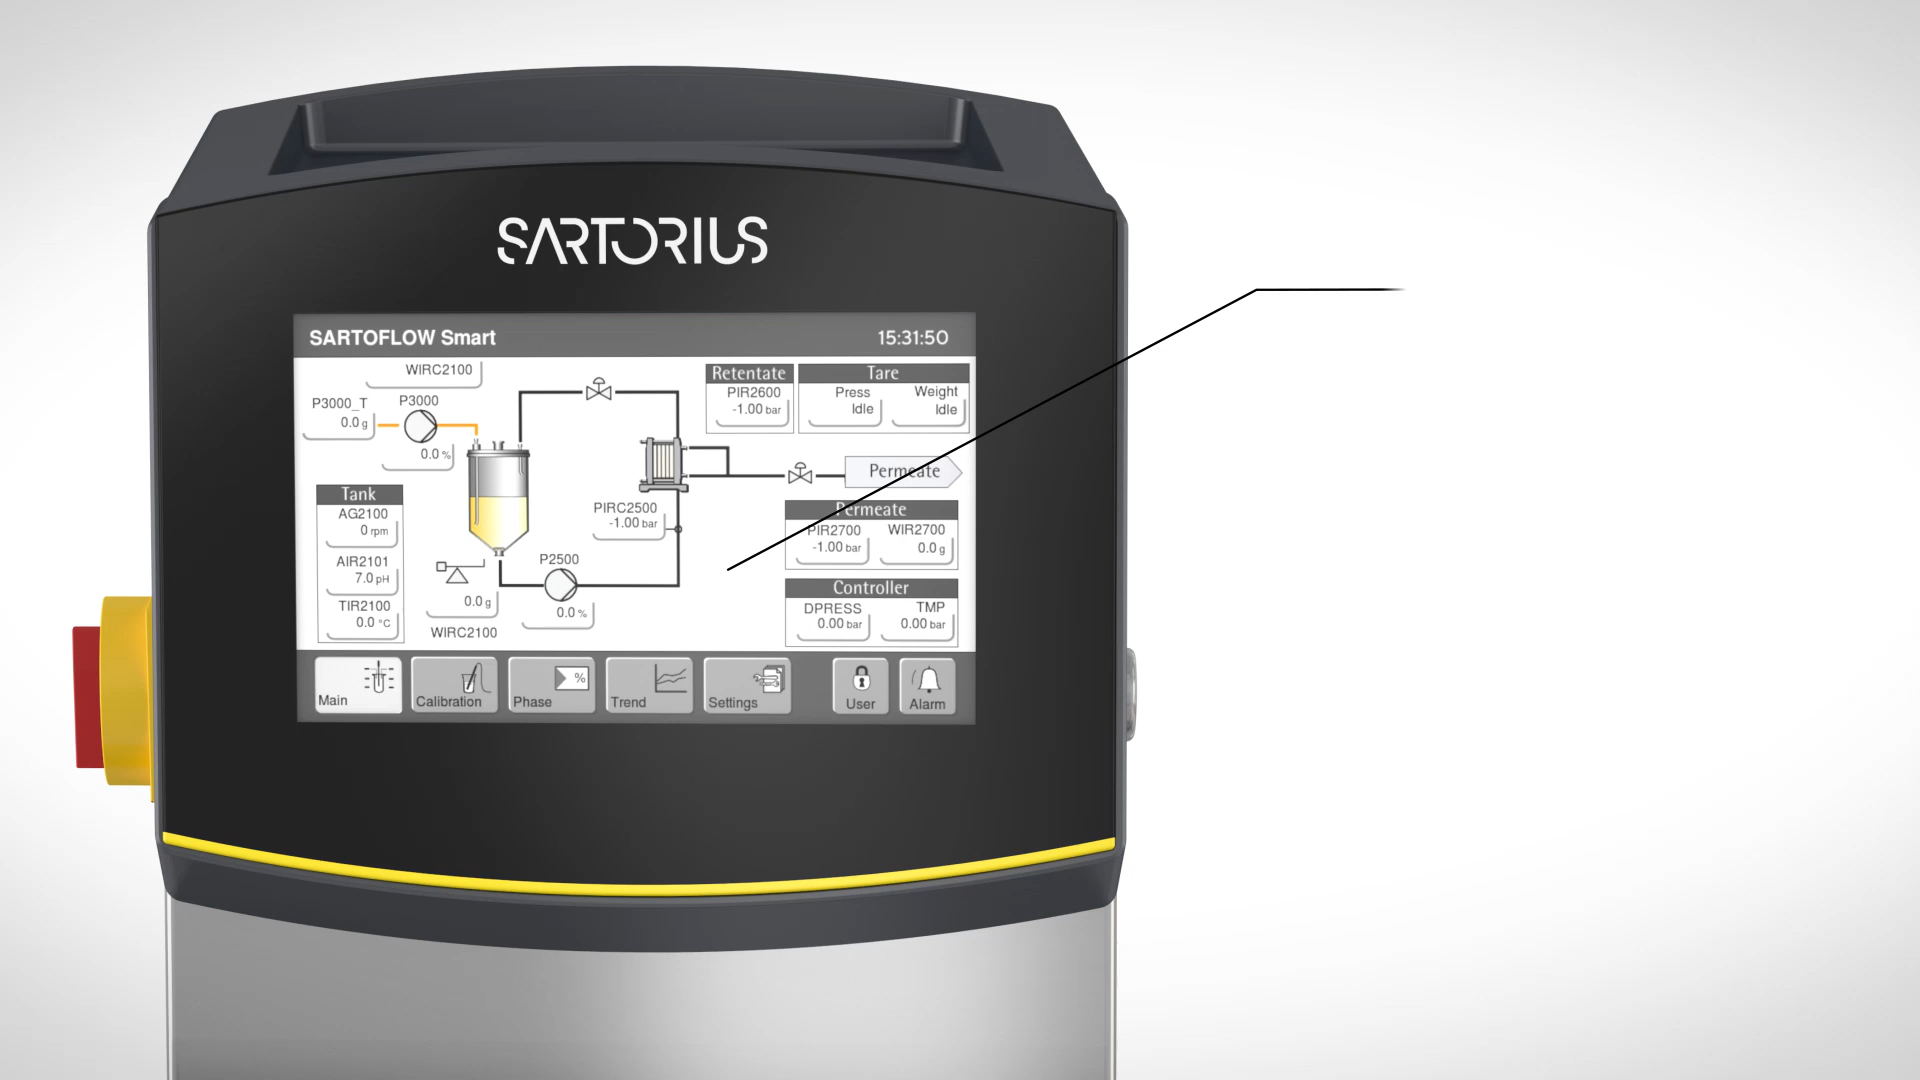 SARTORIUS
SARTOFLOW Smart 15:31:50
WIRC2100
P3000_T
0.0 g
P3000
0.0 %
Retentate
PIR2600
-1.00 bar
Tare
Press Weight
Idle Idle
Permeate
Tank
AG2100
0 rpm
AIR2101
7.0 pH
TIR2100
0.0 °C
PIRC2500
-1.00 bar
Permeate
PIR2700 WIR2700
-1.00 bar 0.0 g
P2500
0.0 %
0.0 g
WIRC2100
Controller
DPRESS TMP
0.00 bar 0.00 bar
Main
Calibration
%
Phase
Trend
Settings
User
Alarm